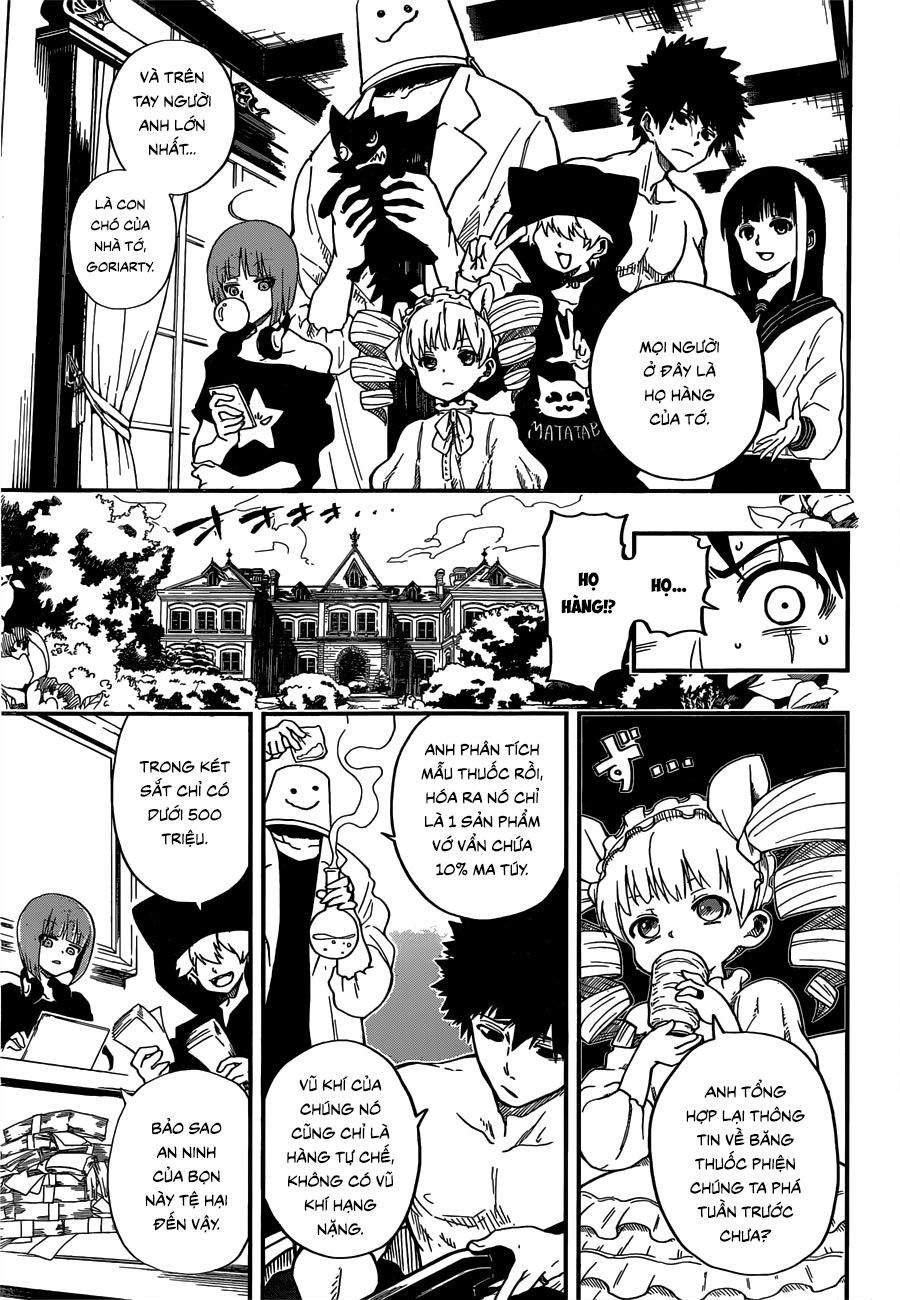 MỌI NGƯỜI
Ở ĐÂY LÀ
HỌ HÀNG
CỦA TỚ.
VÀ TRÊN
TAY NGƯỜI
ANH LỚN
NHẤT...
LÀ CON
CHÓ CỦA
NHÀ TỚ,
GORIARTY.
MATATAB
HỌ...
HỌ
HÀNG!?
オオオオ...
ず...
ANH TỔNG
HỢP LẠI THÔNG
TIN VỀ BĂNG
THUỐC PHIỆN
CHÚNG TA PHÁ
TUẦN TRƯỚC
CHƯA?
ANH PHÂN TÍCH
MẪU THUỐC RỒI,
HÓA RA NÓ CHỈ
LÀ 1 SẢN PHẨM
VỚ VẨN CHỨA
10% MA TÚY.
VŨ KHÍ CỦA
CHÚNG NÓ
CŨNG CHỈ LÀ
HÀNG TỰ CHẾ,
KHÔNG CÓ VŨ
KHÍ HẠNG
NẶNG.
TRONG KÉT
SẮT CHỈ CÓ
DƯỚI 500
TRIỆU.
BẢO SAO
AN NINH
CỦA BỌN
NÀY TỆ HẠI
ĐẾN VẬY.